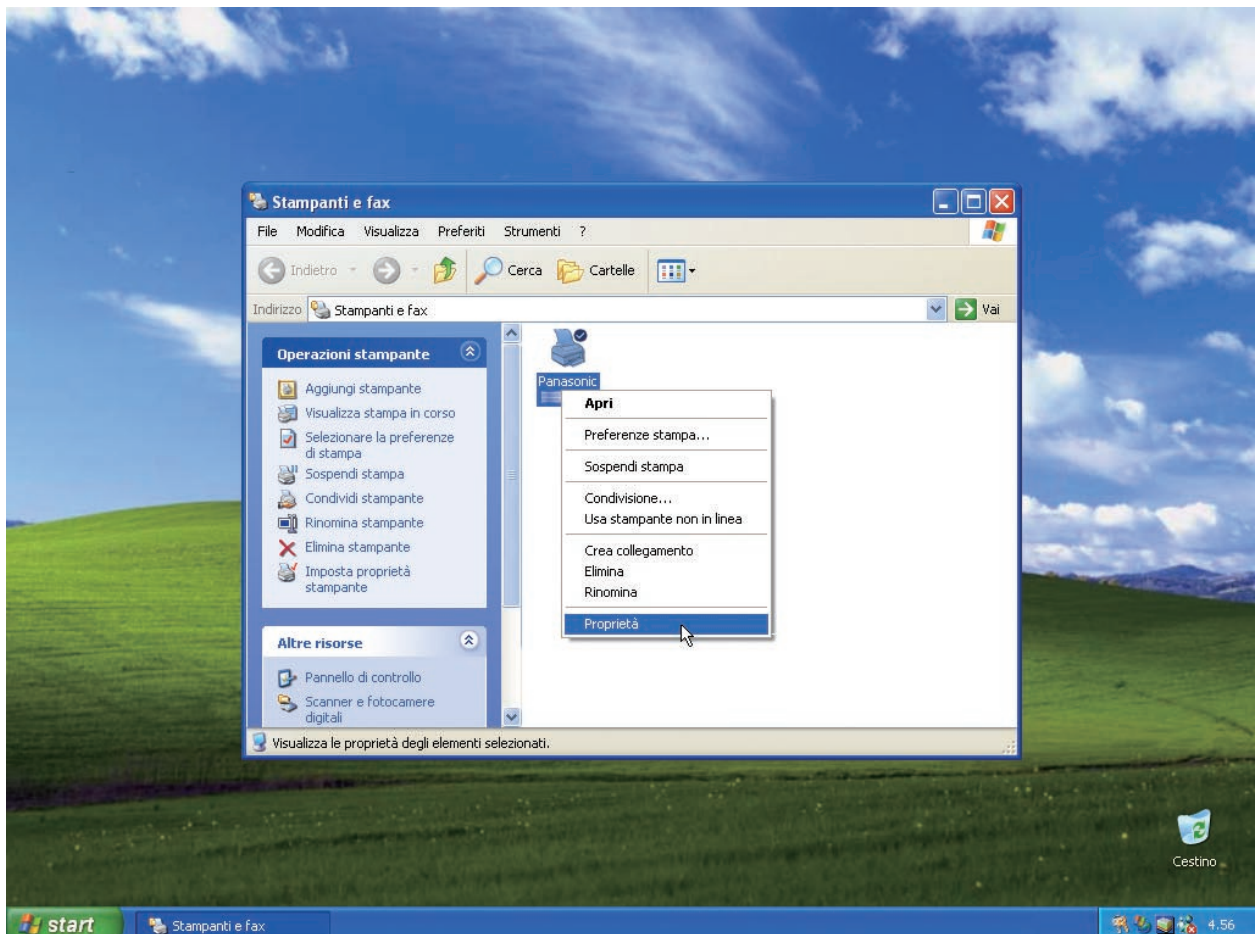 Stampanti e fax
File Modifica Visualizza Preferiti Strumenti ?
Indietro Cerca Cartelle
Indirizzo Stampanti e fax Vai
Operazioni stampante
Aggiungi stampante
Visualizza stampa in corso
Selezionare la preferenze
di stampa
Sospendi stampa
Condividi stampante
Rinomina stampante
Elimina stampante
Imposta proprietà
stampante
Altre risorse
Pannello di controllo
Scanner e fotocamere
digitali
Panasonic
Apri
Preferenze stampa...
Sospendi stampa
Condivisione...
Usa stampante non in linea
Crea collegamento
Elimina
Rinomina
Proprietà
Visualizza le proprietà degli elementi selezionati.
Cestino
start Stampanti e fax 4.56